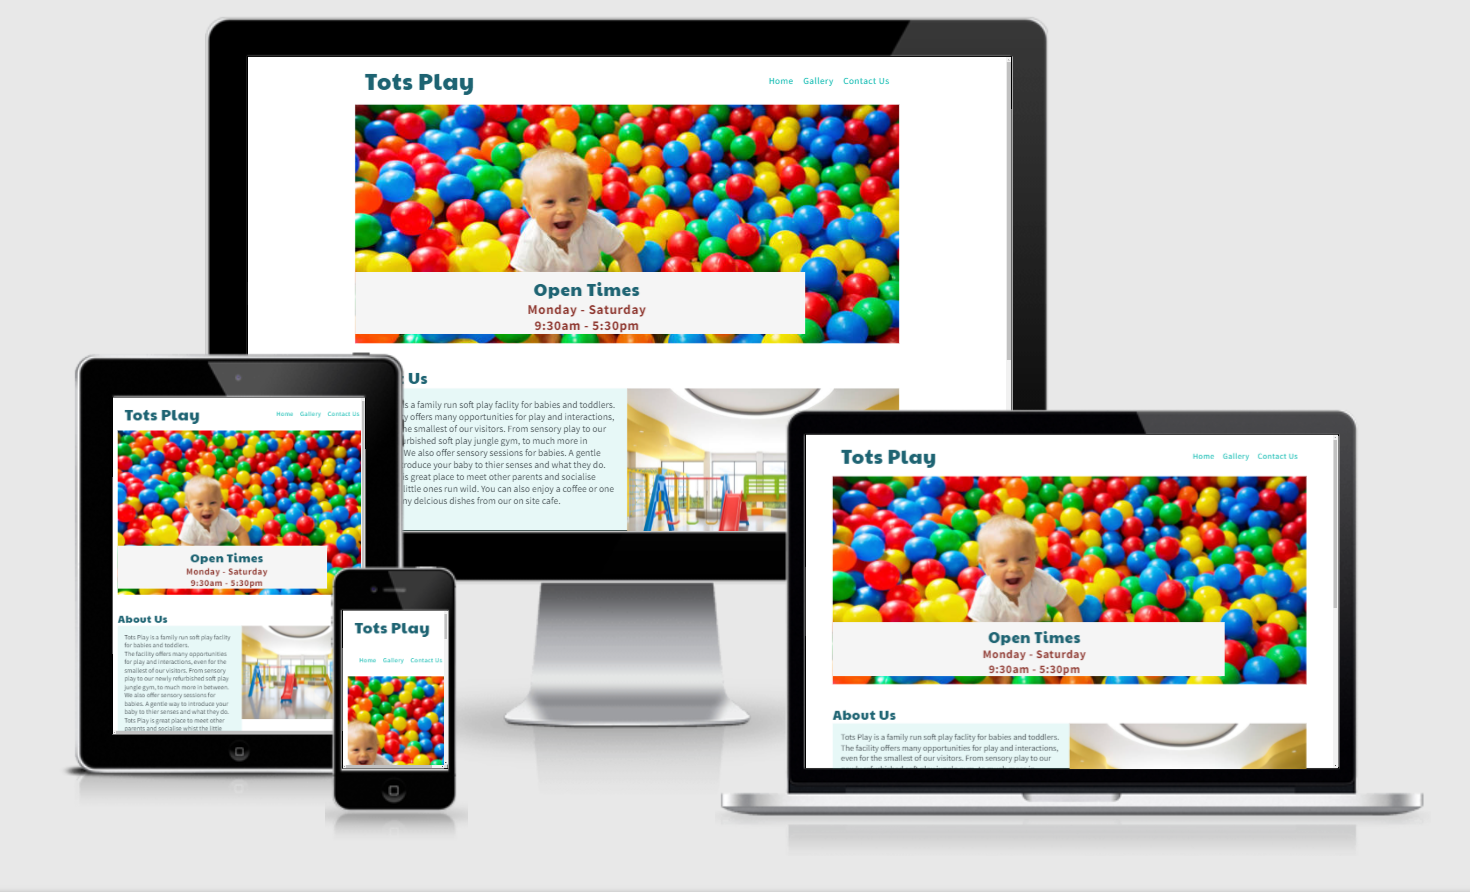 Tots Play
Home Gallery Contact Us
Open Times
Monday - Saturday
9:30am - 5:30pm
Us
is a family run soft play faclity for babies and toddlers.
offers many opportunities for play and interactions,
smallest of our visitors. From sensory play to our
soft play jungle gym, to much more in
We also offer sensory sessions for babies. A gentle
your baby to thier senses and what they do.
is great place to meet other parents and socialise
little ones run wild. You can also enjoy a coffee or one
delcious dishes from our on site cafe.
Tots Play
Home Gallery Contact Us
Open Times
Monday - Saturday
9:30am - 5:30pm
About Us
Tots Play is a family run soft play faclity
for babies and toddlers.
The facility offers many opportunities
for play and interactions, even for the
smallest of our visitors. From sensory
play to our newly refurbished soft play
jungle gym, to much more in between.
We also offer sensory sessions for
babies. A gentle way to introduce your
baby to thier senses and what they do.
Tots Play is great place to meet other
parents and socialise whilst the little
Tots Play
Home Gallery Contact Us
Tots Play
Home Gallery Contact Us
Open Times
Monday - Saturday
9:30am - 5:30pm
About Us
Tots Play is a family run soft play faclity for babies and toddlers.
The facility offers many opportunities for play and interactions,
even for the smallest of our visitors. From sensory play to our